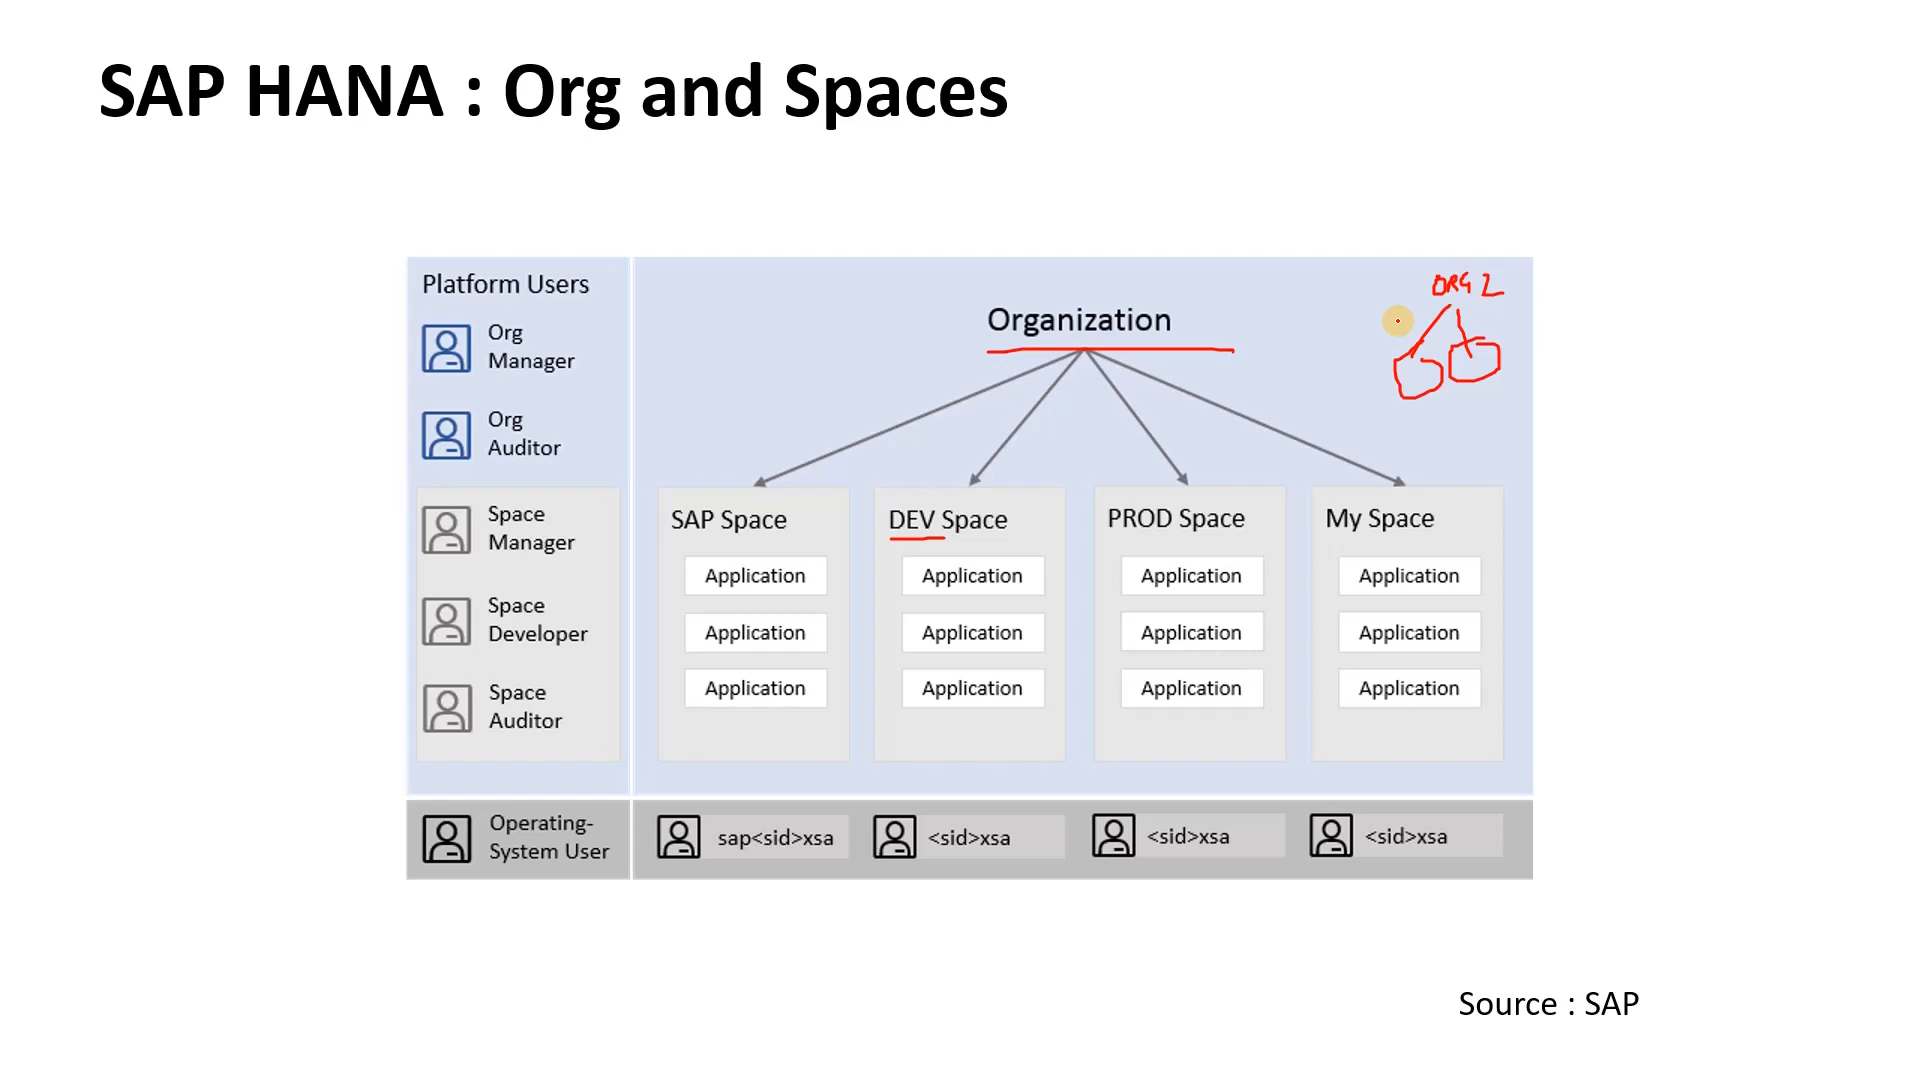 SAP HANA : Org and Spaces
Platform Users
Org
Manager
Org
Auditor
Space
Manager
Space
Developer
Space
Auditor
Operating-
System User
Organization
ORG 2
SAP Space
Application
Application
Application
DEV Space
Application
Application
Application
PROD Space
Application
Application
Application
My Space
Application
Application
Application
sap<sid>xsa
<sid>xsa
<sid>xsa
<sid>xsa
Source : SAP